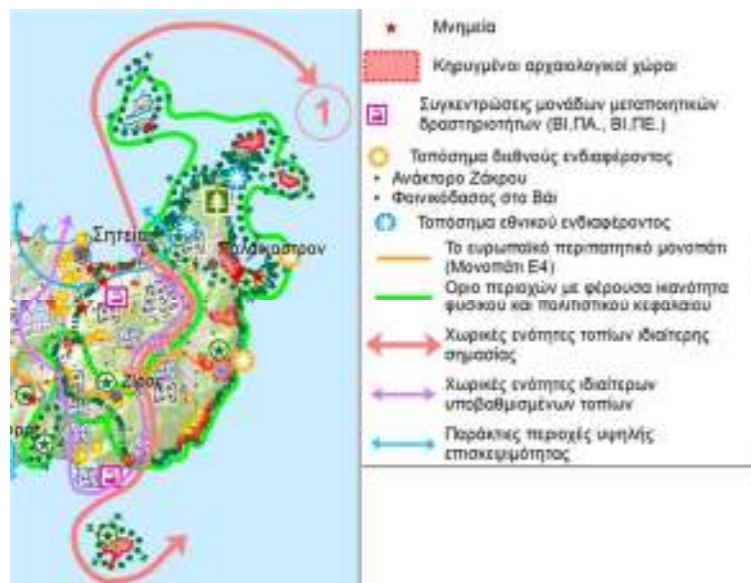 Σητεία
Παλαίκαστρον
Ζίρος
1
Μνημεία
Κηρυγμένοι αρχαιολογικοί χώροι
Συγκεντρώσεις μονάδων μεταποιητικών
δραστηριοτήτων (ΒΙ.ΠΑ., ΒΙ.ΠΕ.)
Τοπόσημα διεθνούς ενδιαφέροντος
• Ανάκτορο Ζάκρου
• Φοινικόδασος στο Βάι
Τοπόσημα εθνικού ενδιαφέροντος
Το ευρωπαϊκό περιπατητικό μονοπάτι
(Μονοπάτι Ε4)
Όριο περιοχών με φέρουσα ικανότητα
φυσικού και πολιτιστικού κεφαλαίου
Χωρικές ενότητες τοπίων ιδιαίτερης
σημασίας
Χωρικές ενότητες ιδιαίτερων
υποβαθμισμένων τοπίων
Παράκτιες περιοχές υψηλής
επισκεψιμότητας